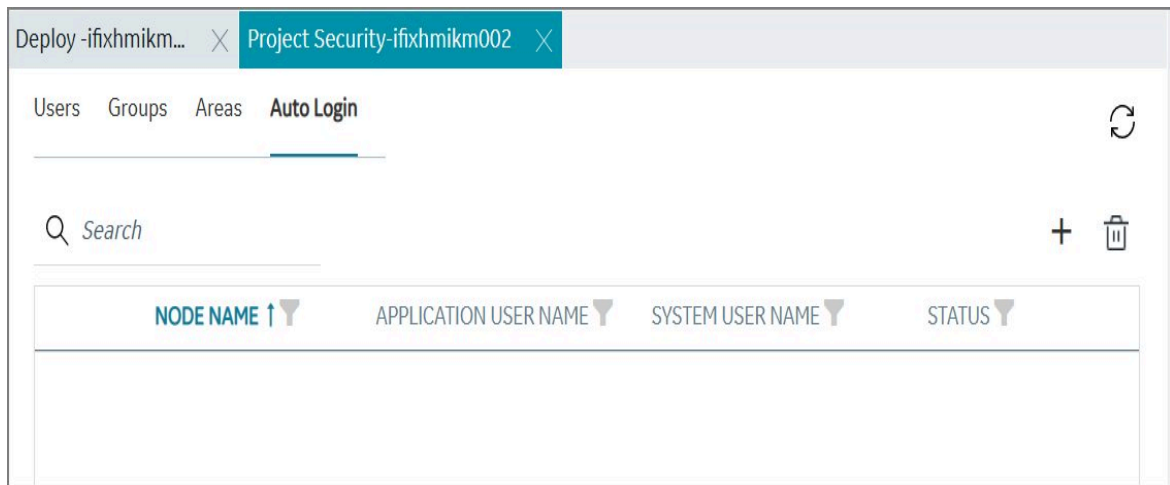 Deploy -ifixhmikm... Project Security-ifixhmikm002
Users Groups Areas Auto Login
Search
NODE NAME APPLICATION USER NAME SYSTEM USER NAME STATUS